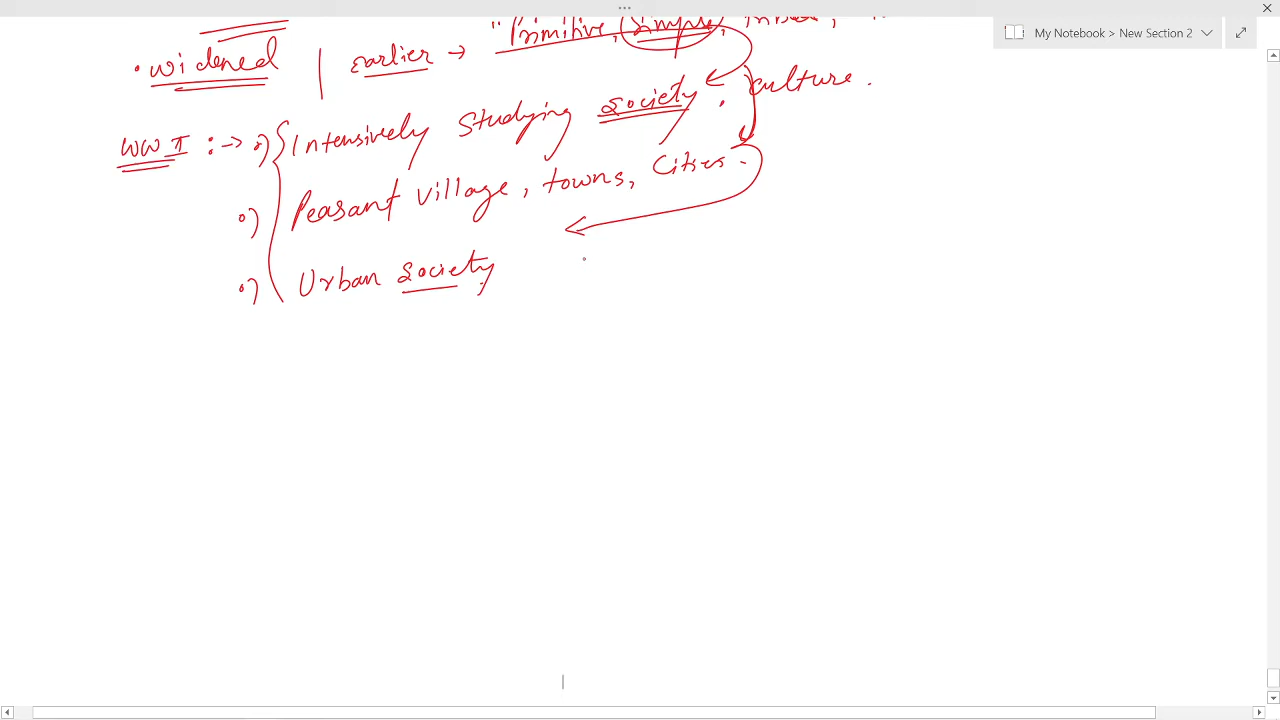 My Notebook > New Section 2
"Primitive, (Simple),
• widened | earlier →
WW I :→ •) { Intensively Studying Society . culture .
•) Peasant village , towns, Cities .
•) Urban Society